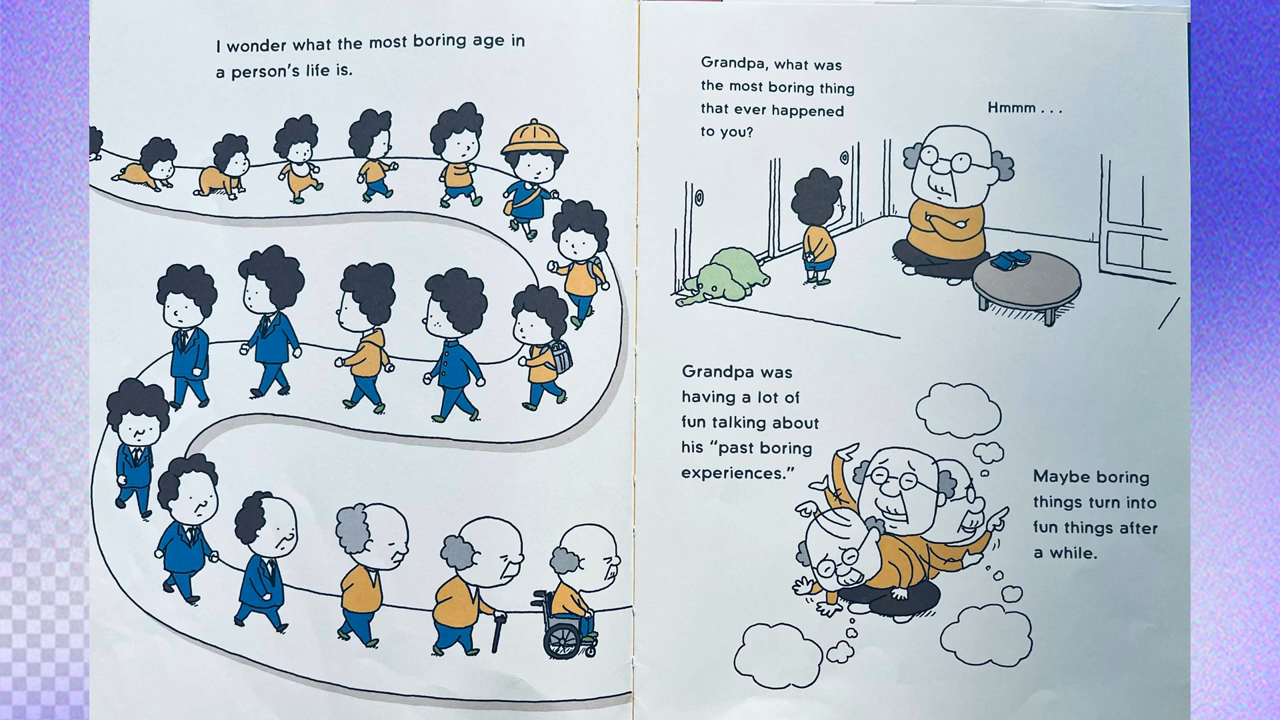 I wonder what the most boring age in
a person's life is.
Grandpa, what was
the most boring thing
that ever happened
to you?
Hmmm . . .
Grandpa was
having a lot of
fun talking about
his “past boring
experiences.”
Maybe boring
things turn into
fun things after
a while.